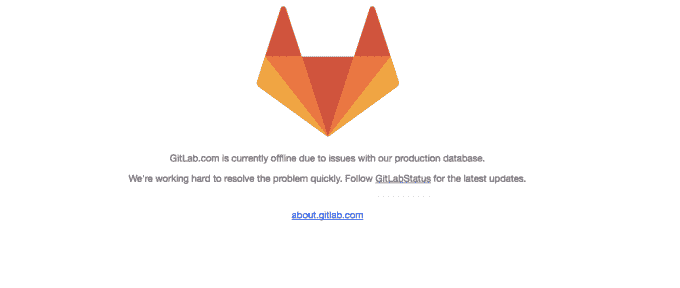 GitLab.com is currently offline due to issues with our production database.
We're working hard to resolve the problem quickly. Follow GitLabStatus for the latest updates.
about.gitlab.com